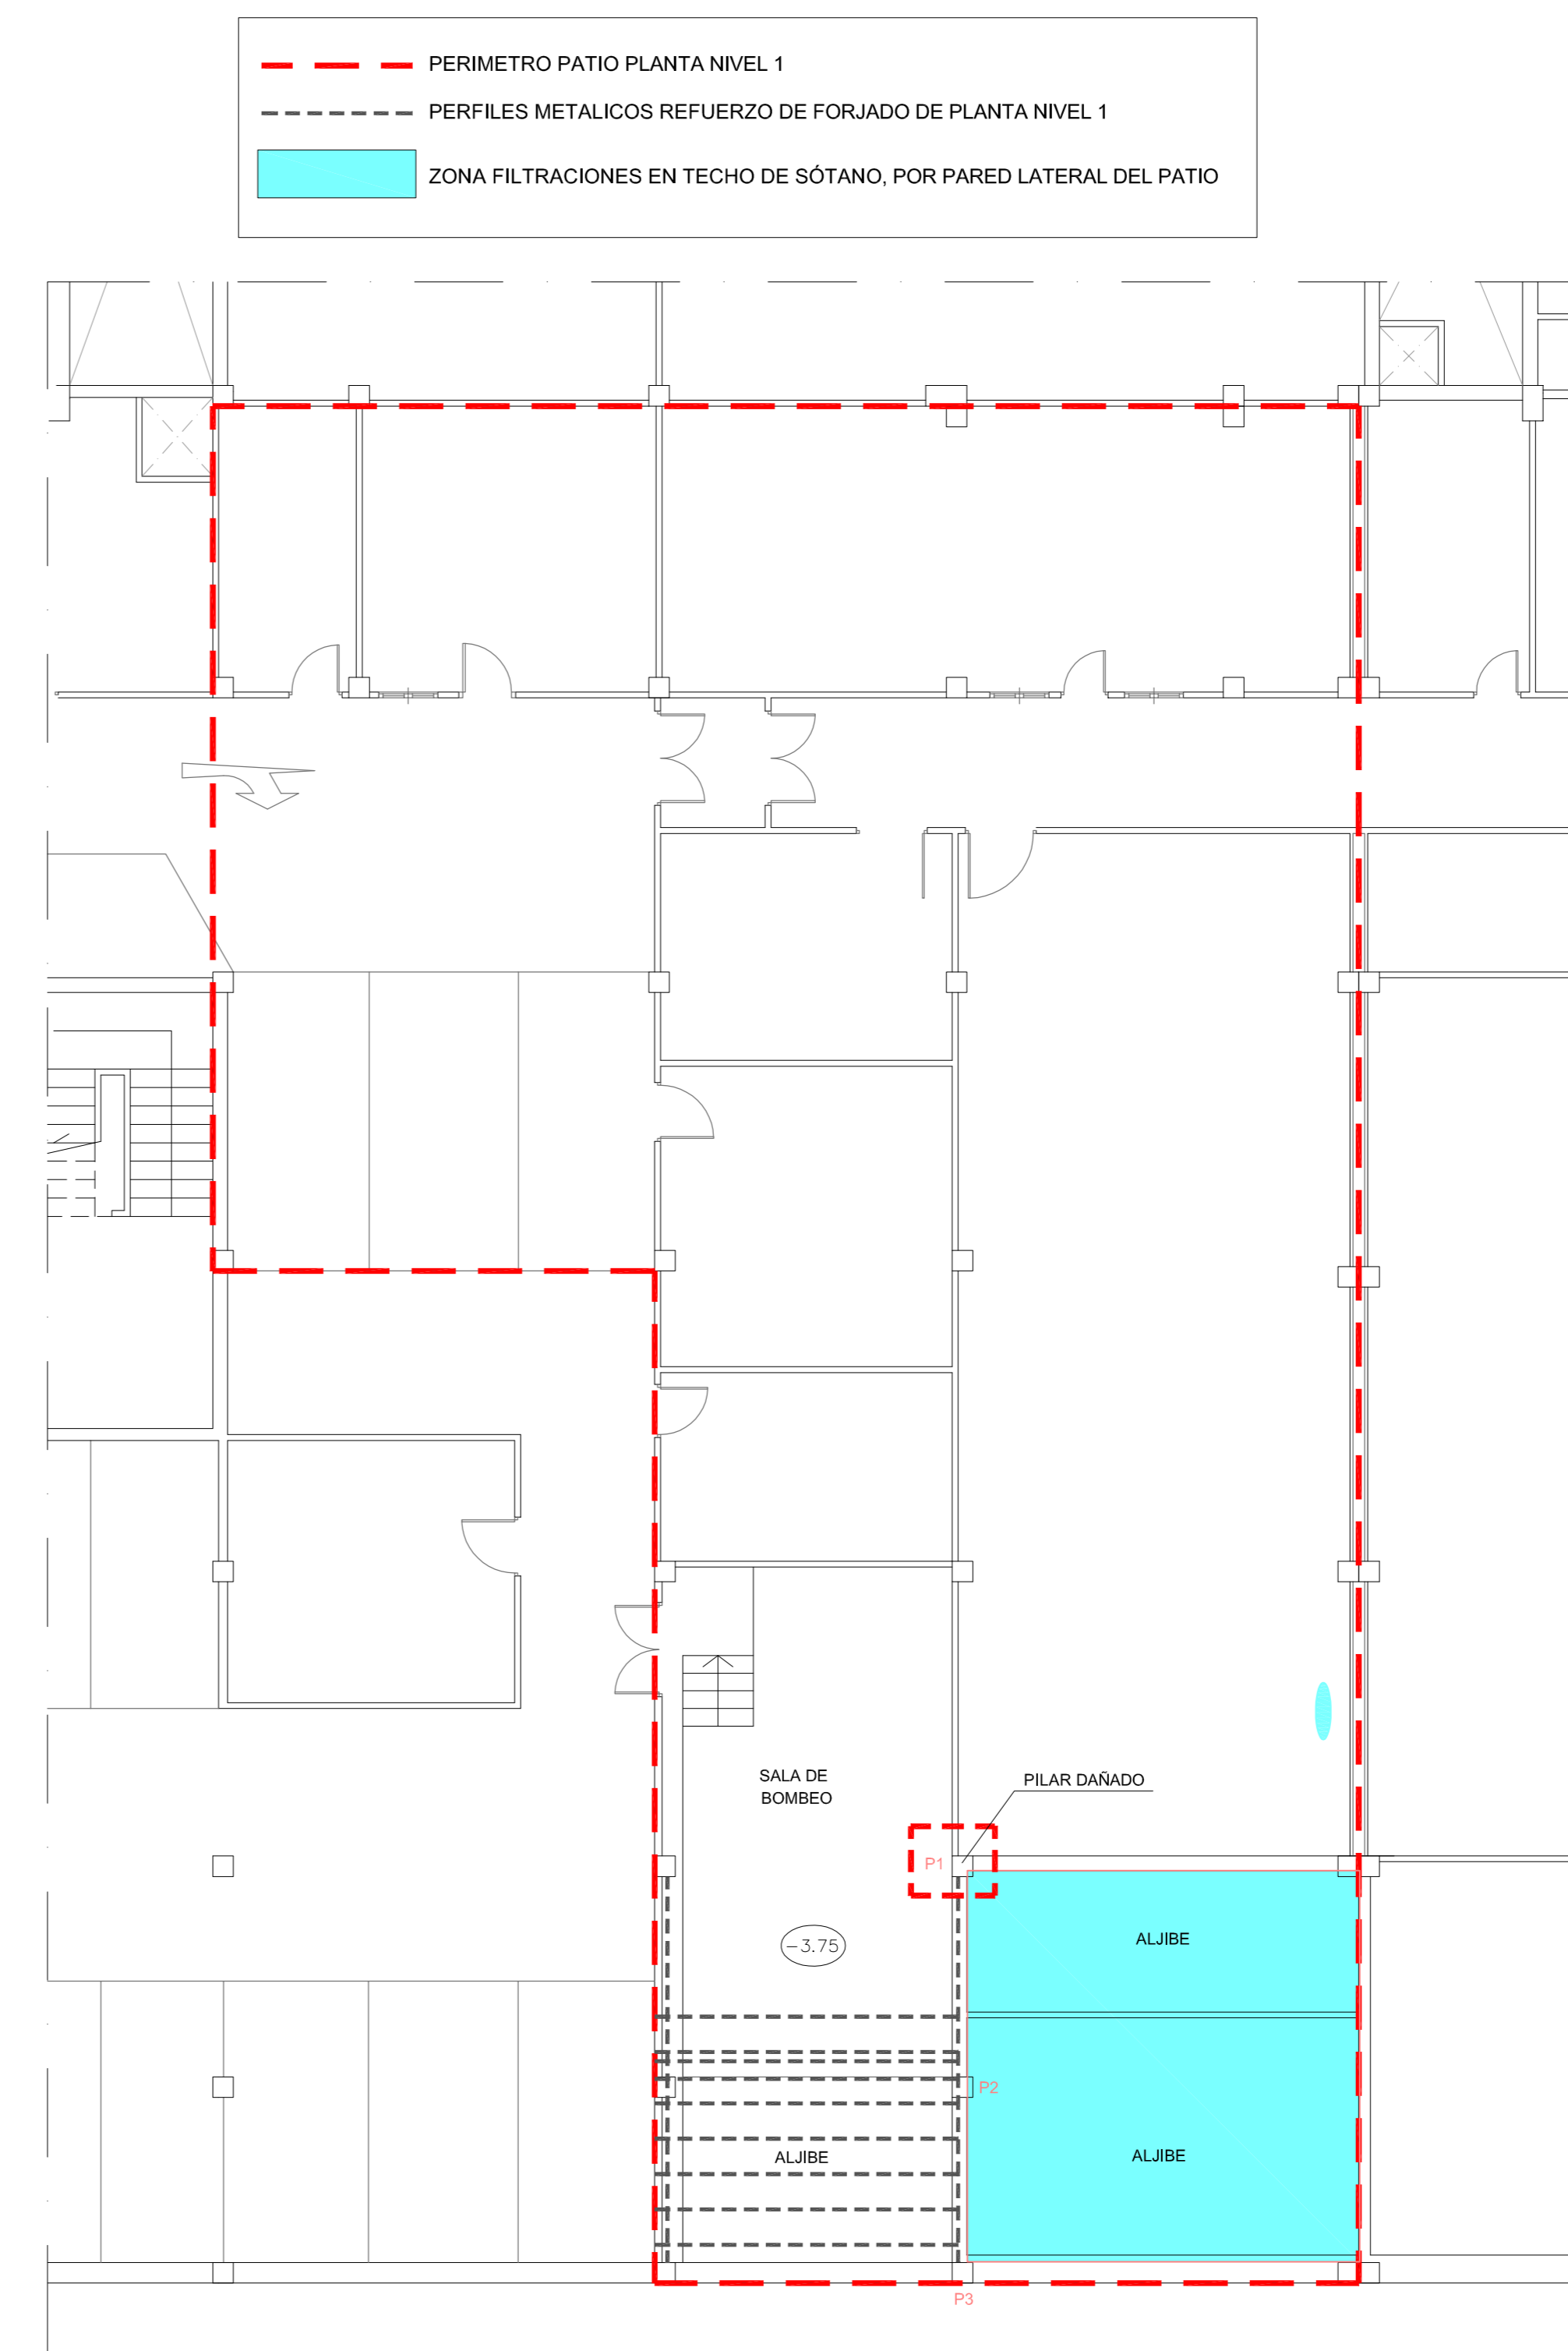 PERIMETRO PATIO PLANTA NIVEL 1
PERFILES METALICOS REFUERZO DE FORJADO DE PLANTA NIVEL 1
ZONA FILTRACIONES EN TECHO DE SÓTANO, POR PARED LATERAL DEL PATIO
SALA DE
BOMBEO
PILAR DAÑADO
P1
ALJIBE
-3.75
P2
ALJIBE
ALJIBE
P3